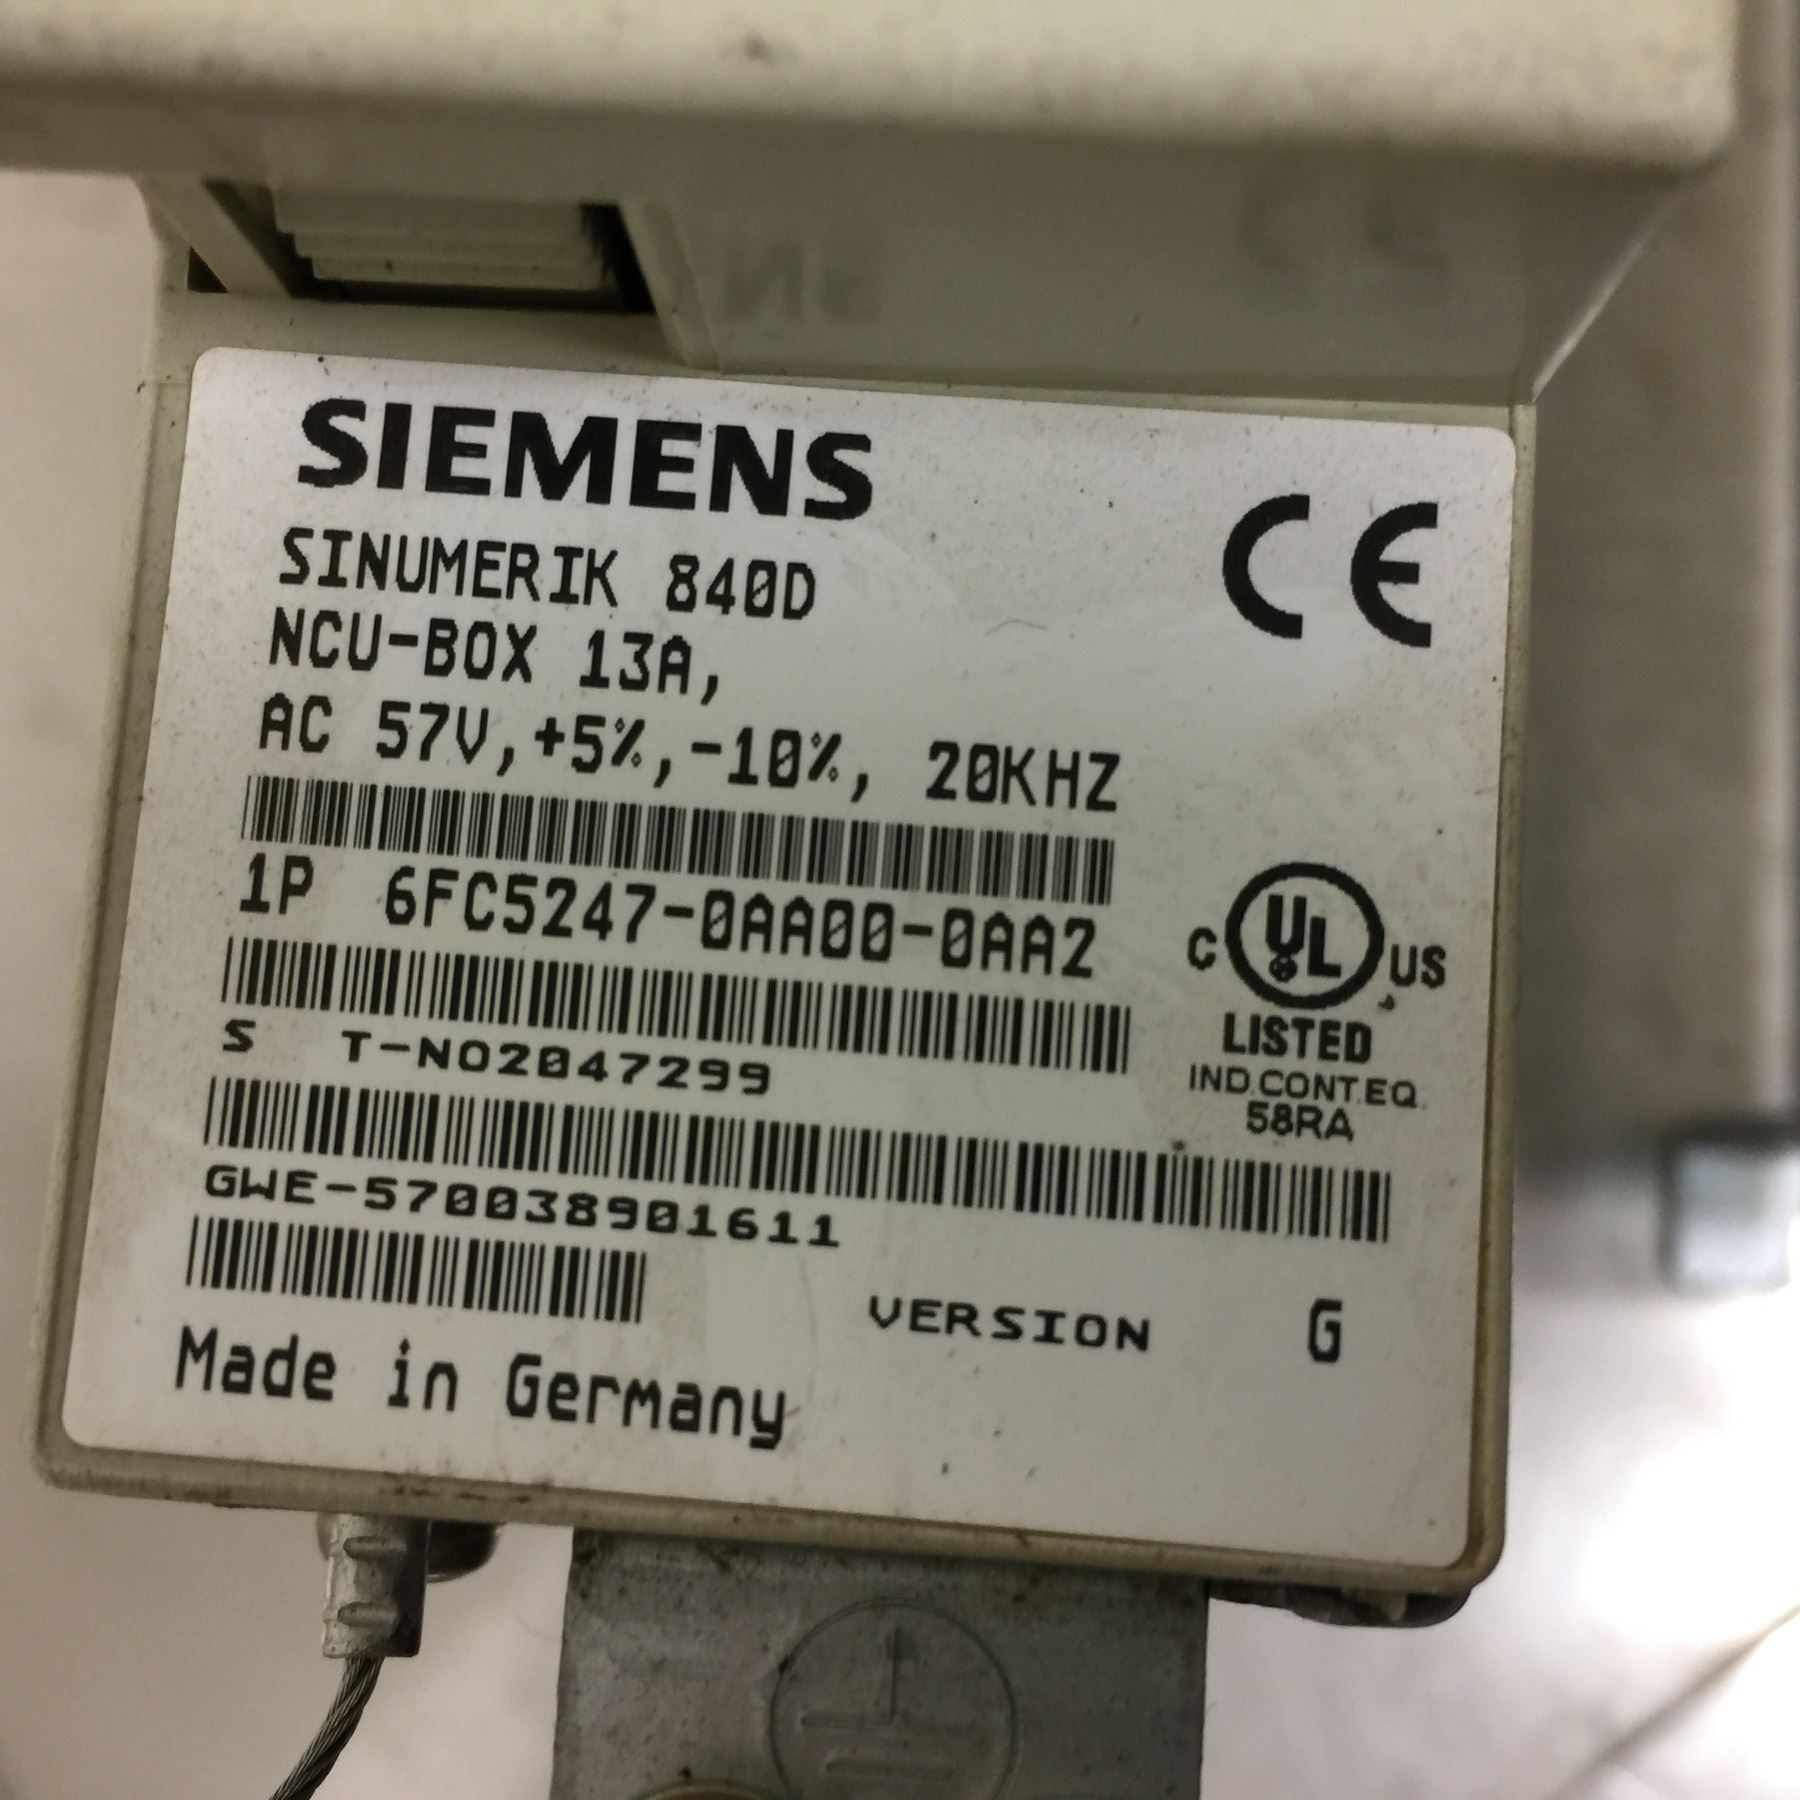 SIEMENS
CE
SINUMERIK 840D
NCU-BOX 13A,
AC 57V,+5%,-10%, 20KHZ
1P 6FC5247-0AA00-0AA2
C UL US
LISTED
IND.CONT.EQ.
58RA
S T-NO2047299
GWE-570038901611
VERSION G
Made in Germany